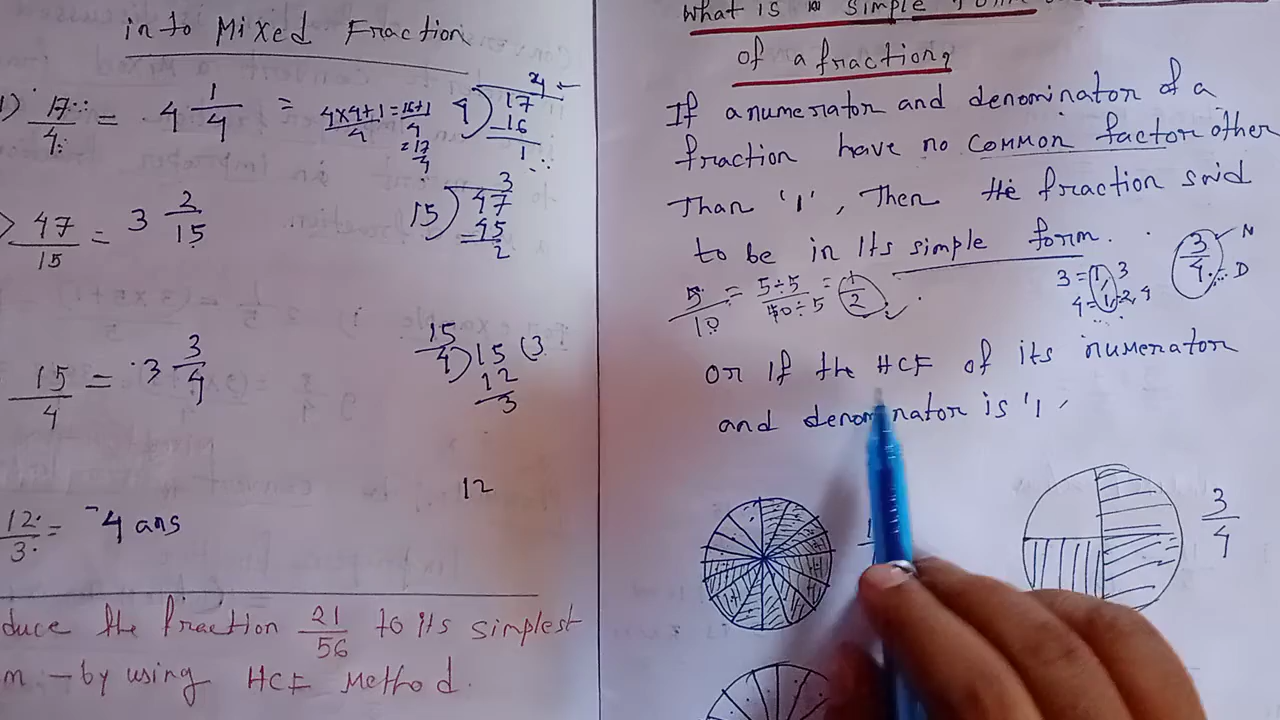 into Mixed Fraction
1) 17/4 = 4 1/4 = 4x4+1/4 = 16+1/4 = 17/4
4) 17
-16
1
47/15 = 3 2/15
3
15) 47
45
2
15/4 = 3 3/4
15/4
4) 15 (3
12
3
12
12/3 = 4 ans
duce the fraction 21/56 to its simplest
m - by using HCF Method.
What is simple
of a fraction?
If a numerator and denominator of a
fraction have no common factor other
Than '1', Then the fraction said
to be in Its simple form.
3/4 N D
5/10 = 5÷5/10÷5 = 1/2
3 = 1, 3
4 = 1, 2, 4
or If the HCF of its numerator
and denominator is '1'
3/4